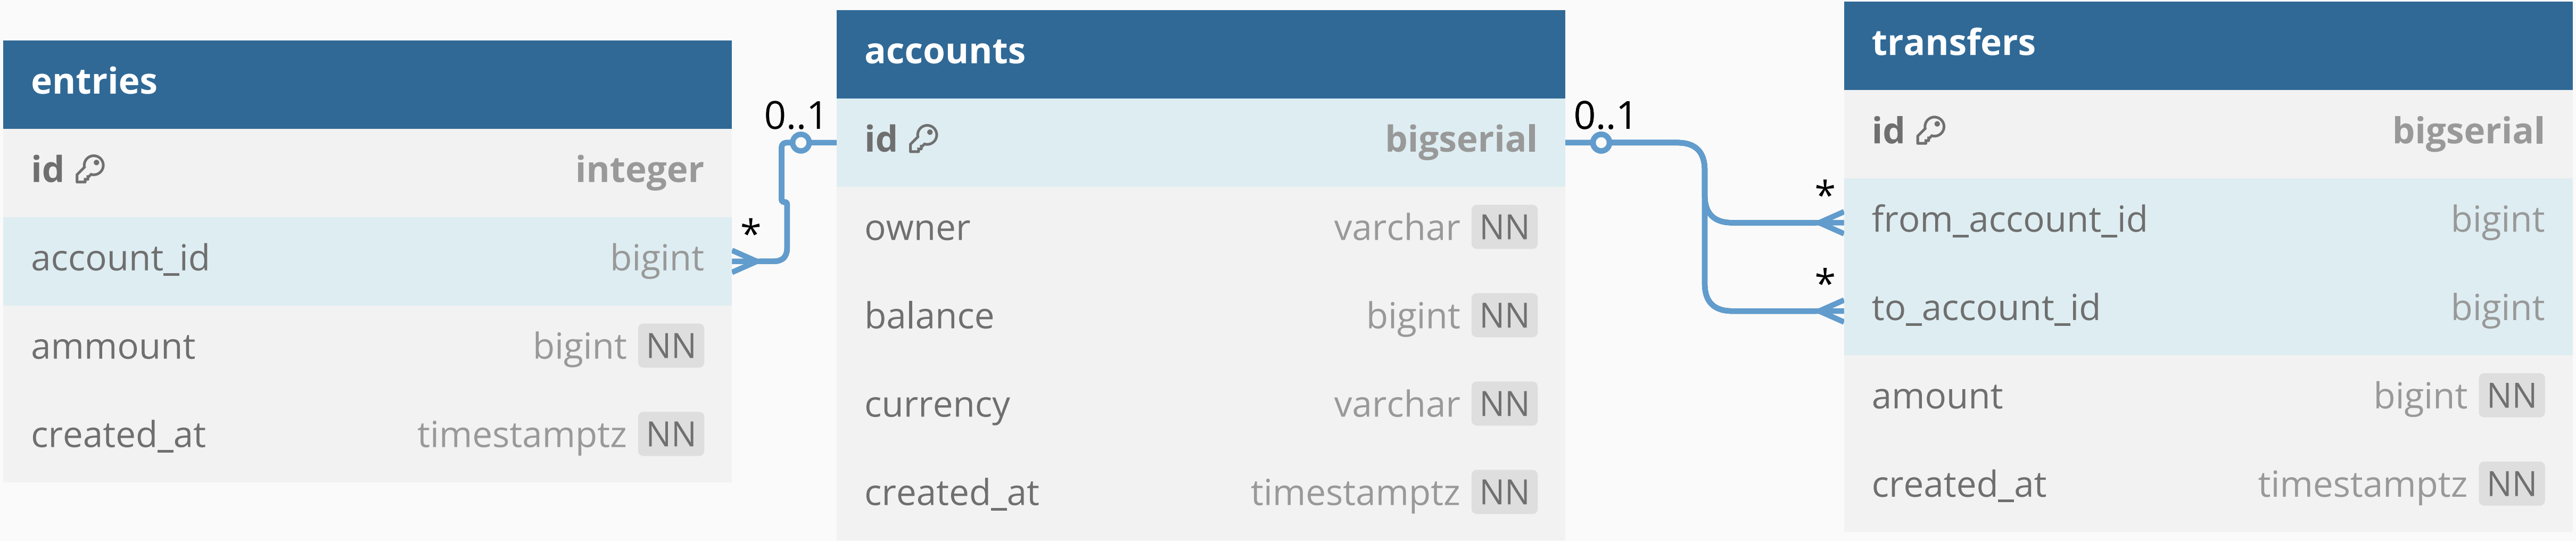 entries
id integer
account_id bigint
ammount bigint NN
created_at timestamptz NN
0..1
*
accounts
id bigserial
owner varchar NN
balance bigint NN
currency varchar NN
created_at timestamptz NN
0..1
*
*
transfers
id bigserial
from_account_id bigint
to_account_id bigint
amount bigint NN
created_at timestamptz NN